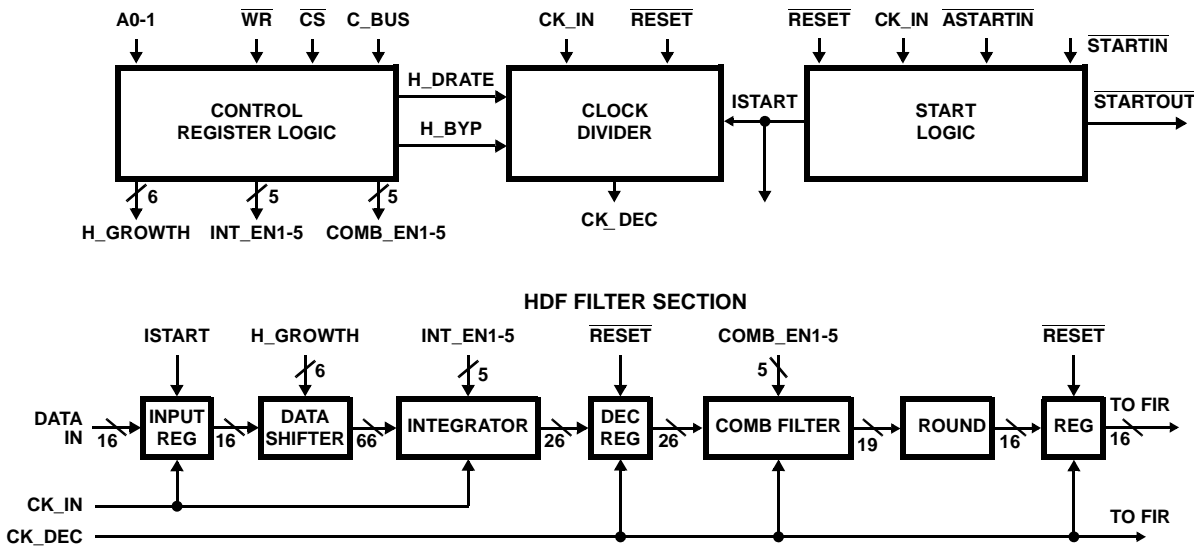 A0-1 WR CS C_BUS CK_IN RESET RESET CK_IN ASTARTIN
STARTIN
H_DRATE ISTART STARTOUT
CONTROL
REGISTER LOGIC
CLOCK
DIVIDER
START
LOGIC
H_BYP
6 5 5
H_GROWTH INT_EN1-5 COMB_EN1-5 CK_DEC
HDF FILTER SECTION
ISTART H_GROWTH INT_EN1-5 RESET COMB_EN1-5 RESET
6 5 5
DATA
IN
16
INPUT
REG
16
DATA
SHIFTER
66
INTEGRATOR
26
DEC
REG
26
COMB FILTER
19
ROUND
16
REG
TO FIR
16
CK_IN
CK_DEC
TO FIR